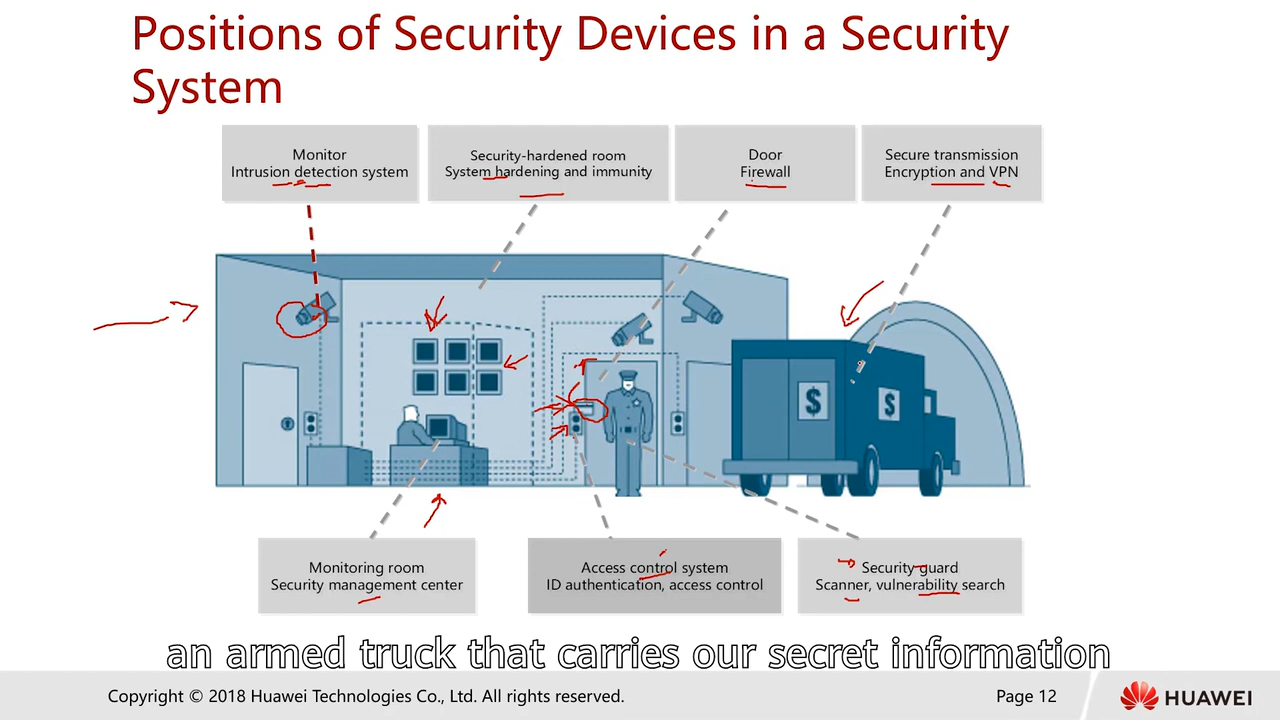 Positions of Security Devices in a Security
System
Monitor
Intrusion detection system
Security-hardened room
System hardening and immunity
Door
Firewall
Secure transmission
Encryption and VPN
$
$
Monitoring room
Security management center
Access control system
ID authentication, access control
Security guard
Scanner, vulnerability search
an armed truck that carries our secret information
Copyright © 2018 Huawei Technologies Co., Ltd. All rights reserved.
Page 12
HUAWEI